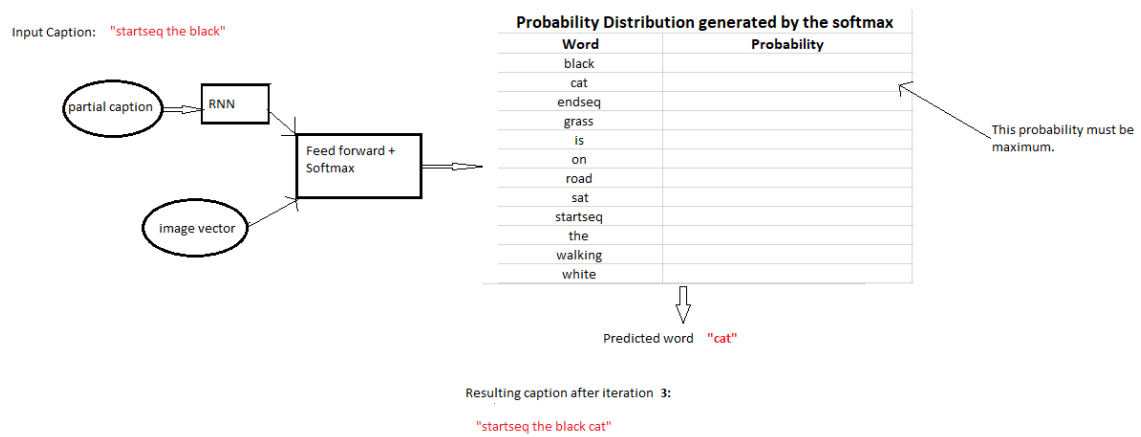 Input Caption: "startseq the black"
Probability Distribution generated by the softmax
Word Probability
black
cat
endseq
grass
is
on
road
sat
startseq
the
walking
white
partial caption
RNN
Feed forward +
Softmax
image vector
This probability must be
maximum.
Predicted word "cat"
Resulting caption after iteration 3:
"startseq the black cat"